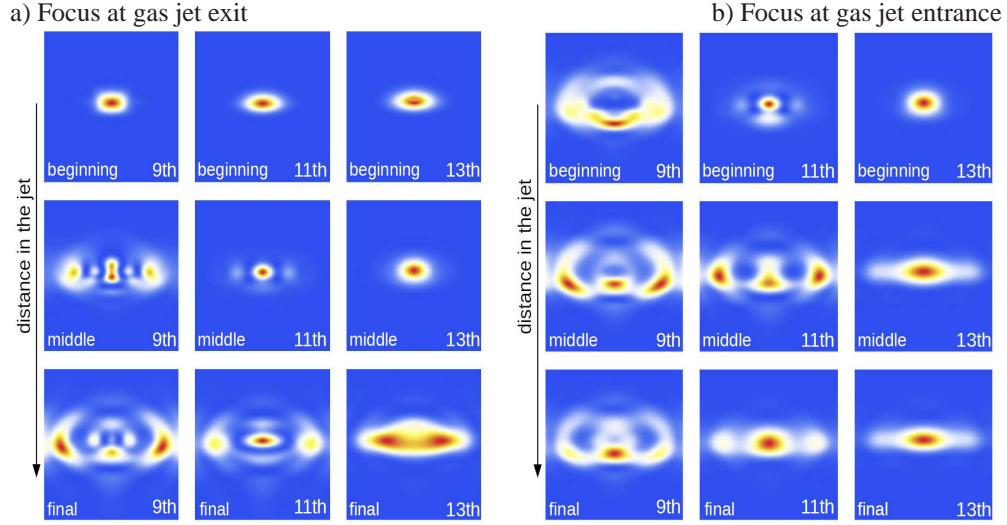 a) Focus at gas jet exit
b) Focus at gas jet entrance
distance in the jet
beginning 9th
beginning 11th
beginning 13th
middle 9th
middle 11th
middle 13th
final 9th
final 11th
final 13th
distance in the jet
beginning 9th
beginning 11th
beginning 13th
middle 9th
middle 11th
middle 13th
final 9th
final 11th
final 13th